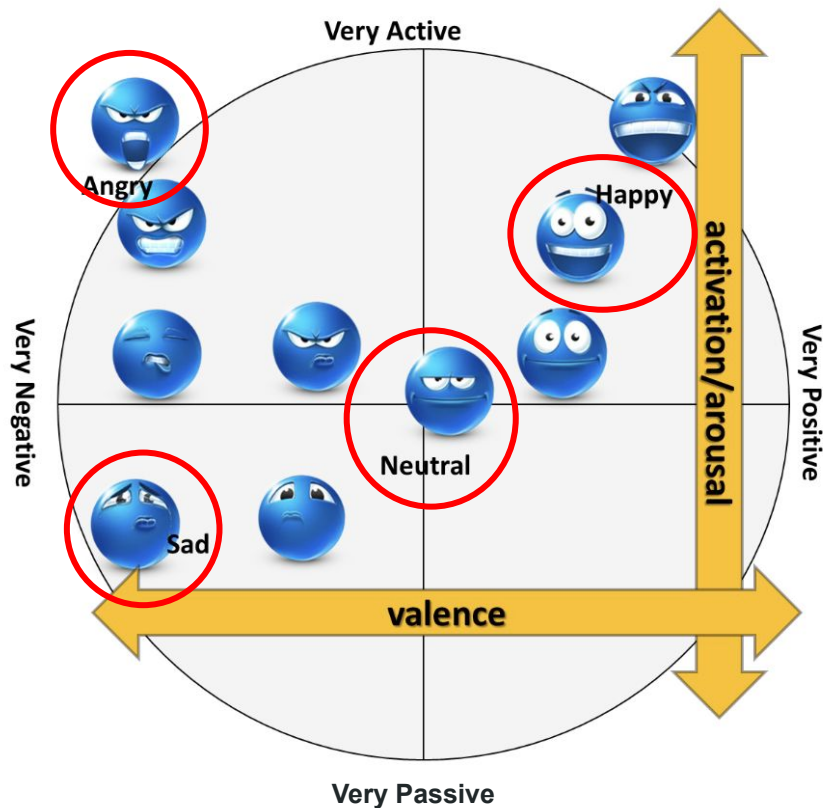 Very Active
Angry
Happy
activation/arousal
Very Negative
Very Positive
Neutral
Sad
valence
Very Passive